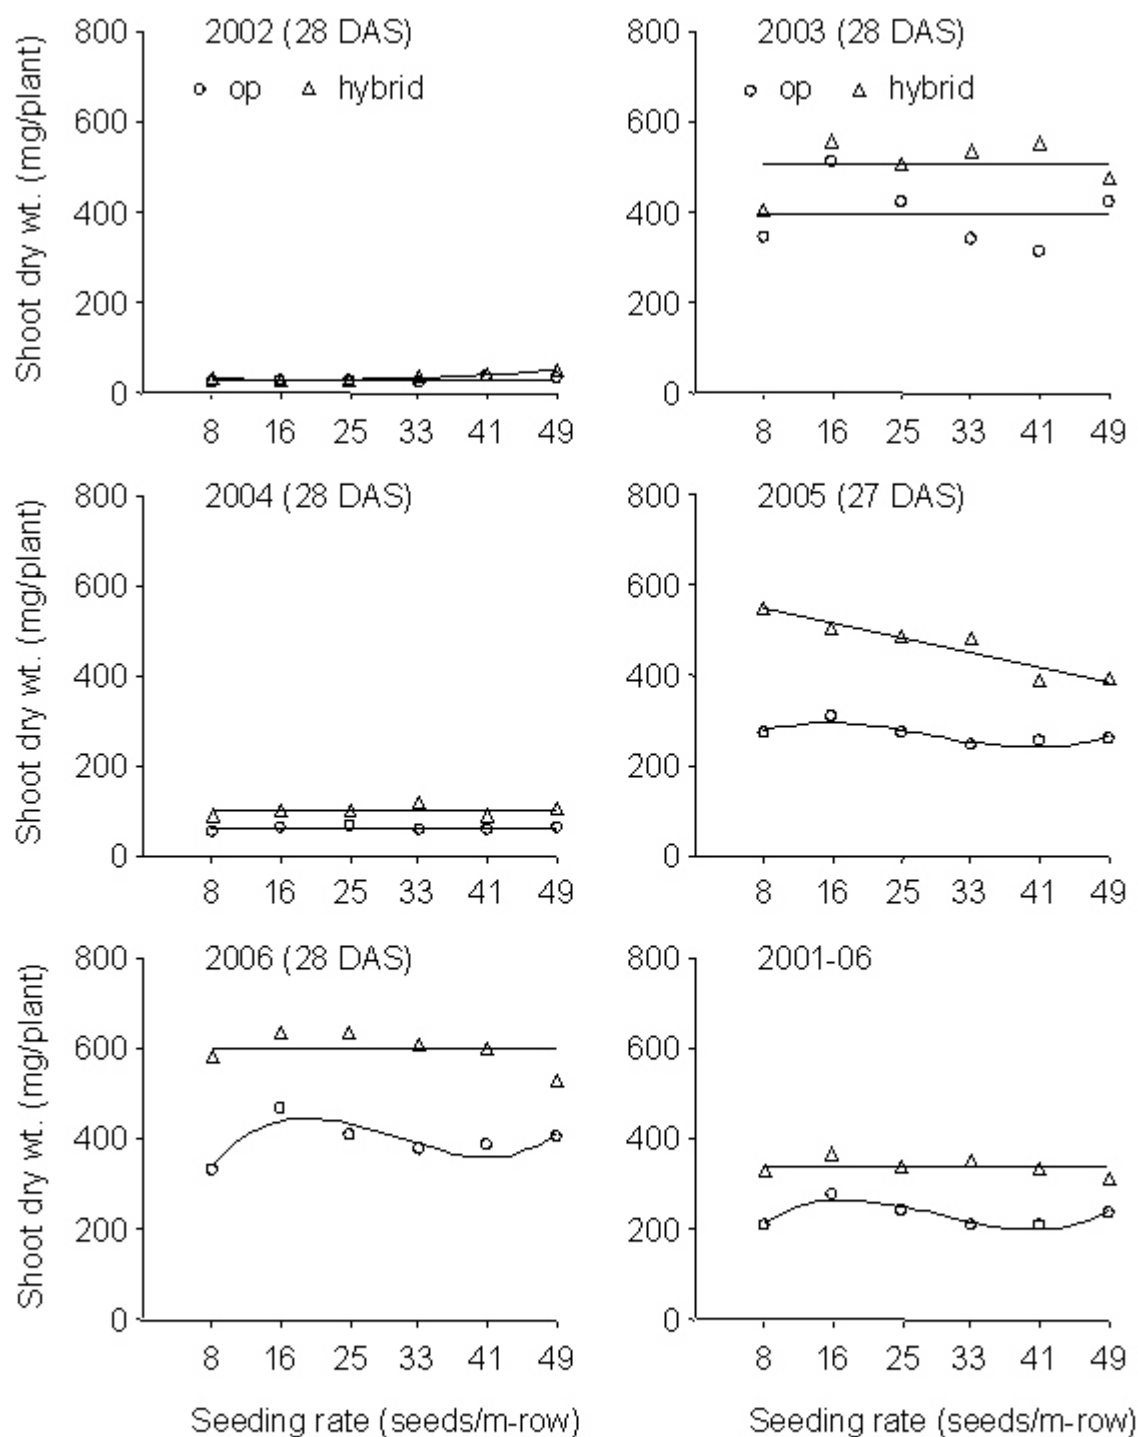 2002 (28 DAS)
op hybrid
Shoot dry wt. (mg/plant)
800
600
400
200
0
8 16 25 33 41 49
2003 (28 DAS)
op hybrid
800
600
400
200
0
8 16 25 33 41 49
2004 (28 DAS)
Shoot dry wt. (mg/plant)
800
600
400
200
0
8 16 25 33 41 49
2005 (27 DAS)
800
600
400
200
0
8 16 25 33 41 49
2006 (28 DAS)
Shoot dry wt. (mg/plant)
800
600
400
200
0
8 16 25 33 41 49
Seeding rate (seeds/m-row)
2001-06
800
600
400
200
0
8 16 25 33 41 49
Seeding rate (seeds/m-row)